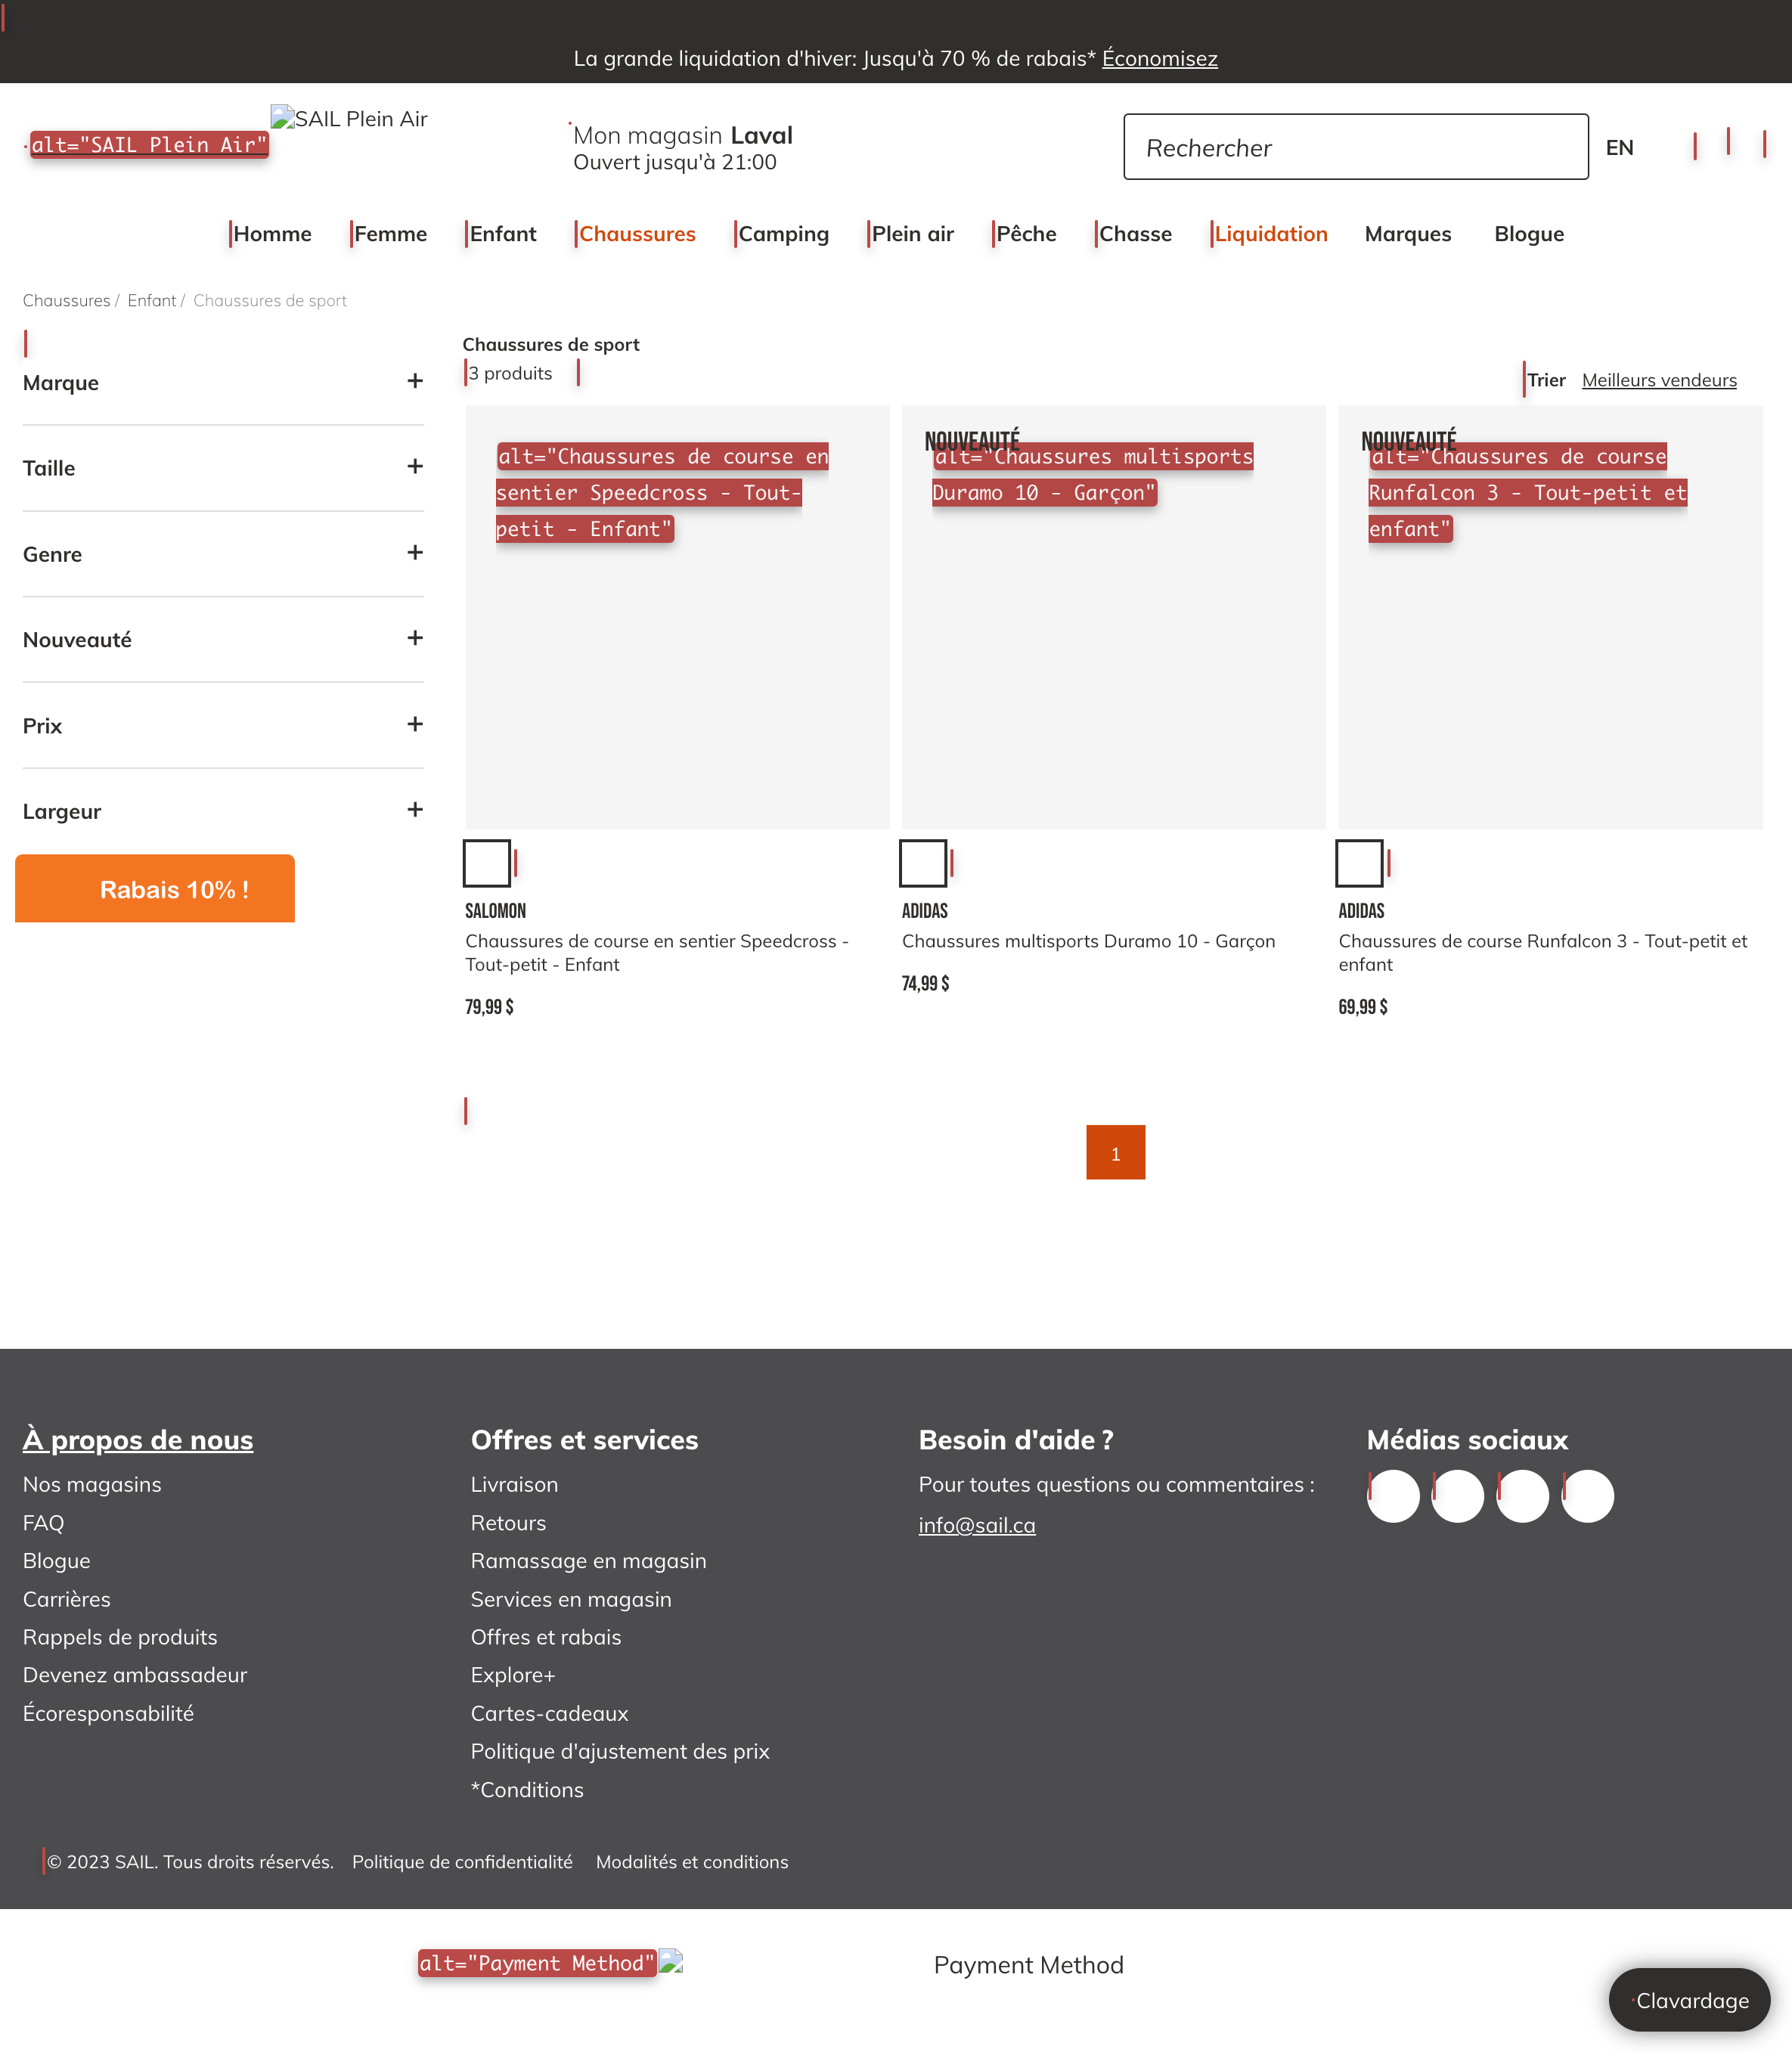 La grande liquidation d'hiver: Jusqu'à 70 % de rabais* Économisez
alt="SAIL Plein Air"
SAIL Plein Air
Mon magasin Laval
Ouvert jusqu'à 21:00
Rechercher
EN
Homme Femme Enfant Chaussures Camping Plein air Pêche Chasse Liquidation Marques Blogue
Chaussures / Enfant / Chaussures de sport
Marque +
Taille +
Genre +
Nouveauté +
Prix +
Largeur +
Rabais 10% !
Chaussures de sport
3 produits
Trier Meilleurs vendeurs
alt="Chaussures de course en
sentier Speedcross - Tout-
petit - Enfant"
SALOMON
Chaussures de course en sentier Speedcross -
Tout-petit - Enfant
79,99 $
NOUVEAUTÉ
alt="Chaussures multisports
Duramo 10 - Garçon"
ADIDAS
Chaussures multisports Duramo 10 - Garçon
74,99 $
NOUVEAUTÉ
alt="Chaussures de course
Runfalcon 3 - Tout-petit et
enfant"
ADIDAS
Chaussures de course Runfalcon 3 - Tout-petit et
enfant
69,99 $
1
À propos de nous
Nos magasins
FAQ
Blogue
Carrières
Rappels de produits
Devenez ambassadeur
Écoresponsabilité
Offres et services
Livraison
Retours
Ramassage en magasin
Services en magasin
Offres et rabais
Explore+
Cartes-cadeaux
Politique d'ajustement des prix
*Conditions
Besoin d'aide ?
Pour toutes questions ou commentaires :
info@sail.ca
Médias sociaux
© 2023 SAIL. Tous droits réservés. Politique de confidentialité Modalités et conditions
alt="Payment Method"
Payment Method
Clavardage